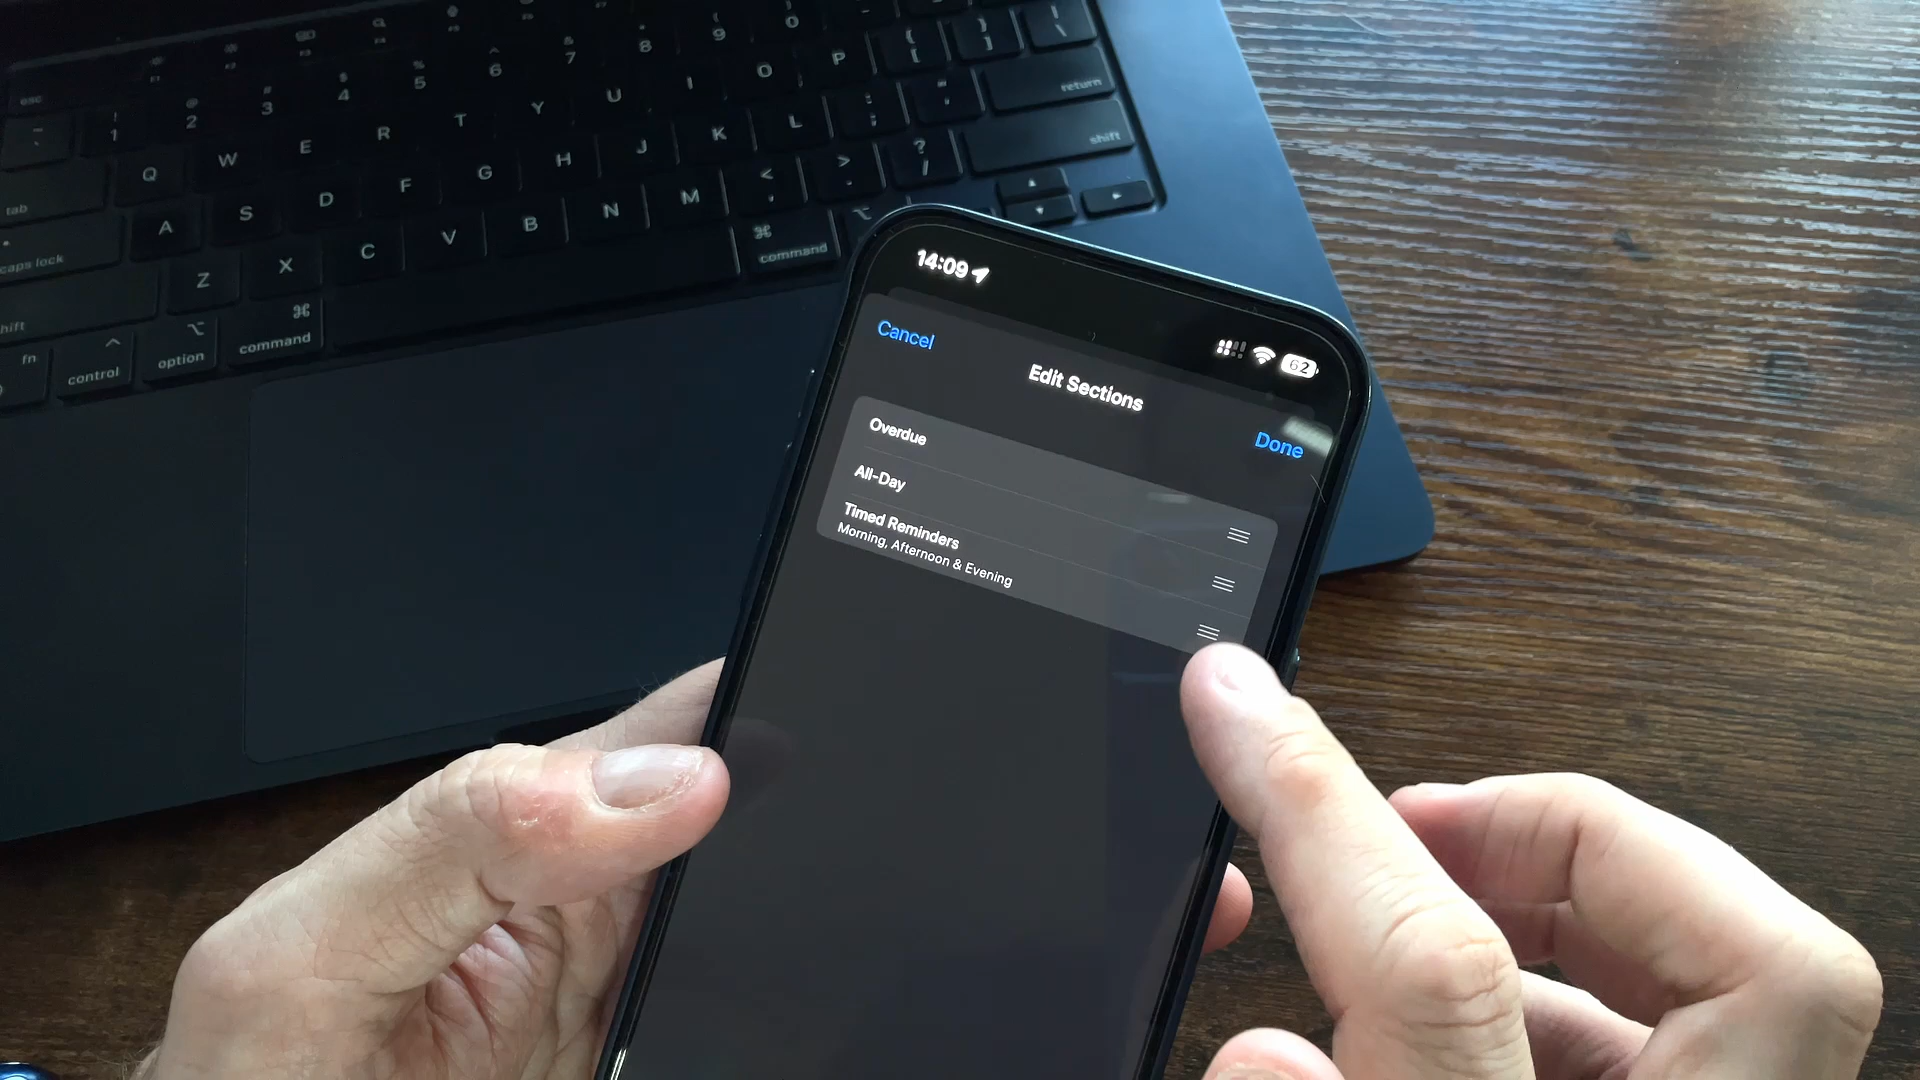 14:09
62
Cancel
Edit Sections
Done
Overdue
All-Day
Timed Reminders
Morning, Afternoon & Evening
esc
~ ` ! 1 @ 2 # 3 $ 4 % 5 ^ 6 & 7 * 8 ( 9 ) 0
tab Q W E R T Y U I O P { [ } ] | \
caps lock A S D F G H J K L : ; " ' return
shift Z X C V B N M < , > . ? / shift
fn ^ control ⌥ option ⌘ command ⌘ command ⌥